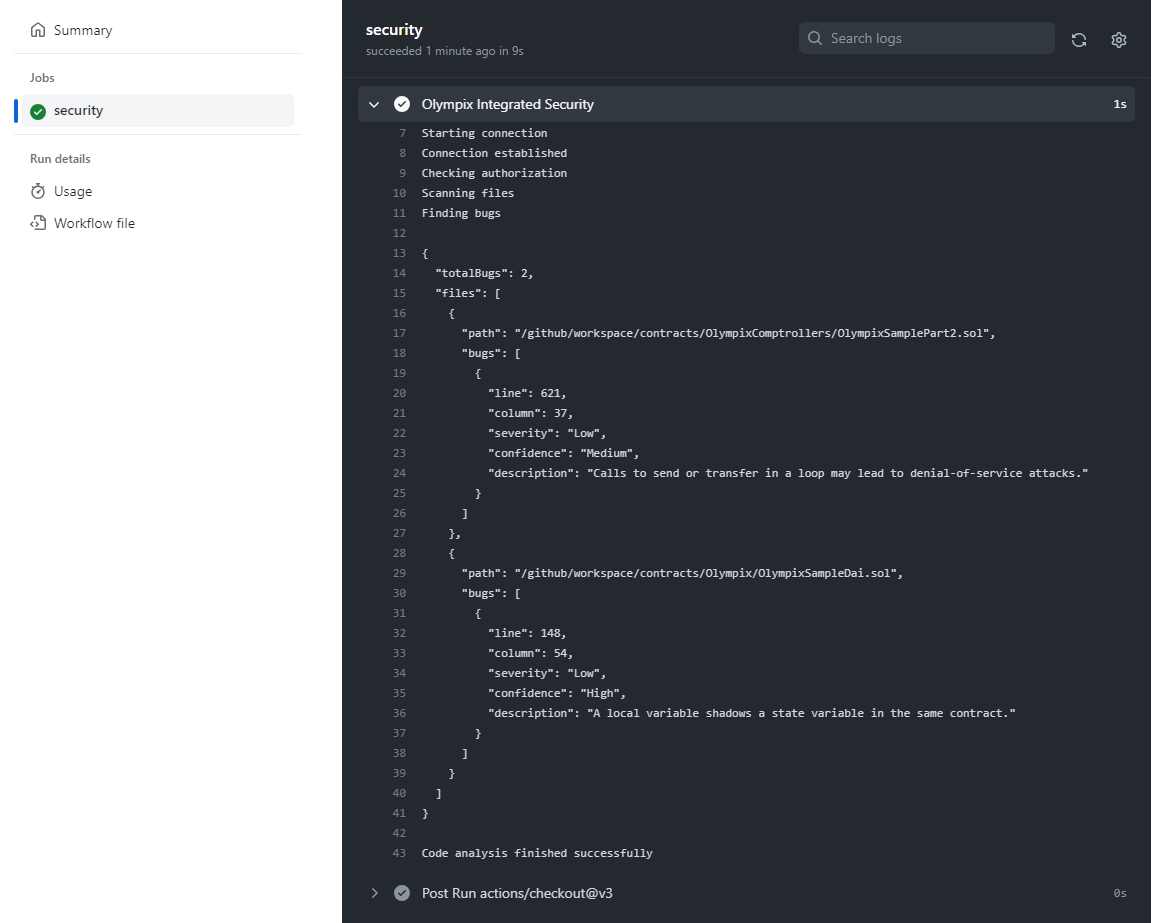 Summary
Jobs
security
Run details
Usage
Workflow file
security
succeeded 1 minute ago in 9s
Search logs
Olympix Integrated Security 1s
7 Starting connection
8 Connection established
9 Checking authorization
10 Scanning files
11 Finding bugs
12
13 {
14   "totalBugs": 2,
15   "files": [
16     {
17       "path": "/github/workspace/contracts/OlympixComptrollers/OlympixSamplePart2.sol",
18       "bugs": [
19         {
20           "line": 621,
21           "column": 37,
22           "severity": "Low",
23           "confidence": "Medium",
24           "description": "Calls to send or transfer in a loop may lead to denial-of-service attacks."
25         }
26       ]
27     },
28     {
29       "path": "/github/workspace/contracts/Olympix/OlympixSampleDai.sol",
30       "bugs": [
31         {
32           "line": 148,
33           "column": 54,
34           "severity": "Low",
35           "confidence": "High",
36           "description": "A local variable shadows a state variable in the same contract."
37         }
38       ]
39     }
40   ]
41 }
42
43 Code analysis finished successfully
Post Run actions/checkout@v3 0s